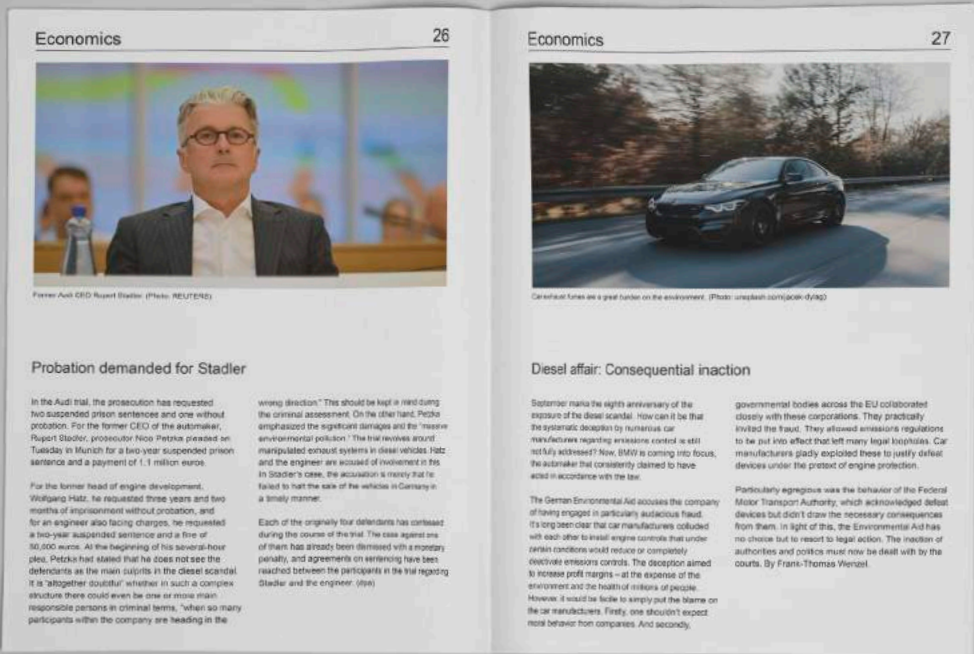 Economics
26
Former Audi CEO Rupert Stadler. (Photo: REUTERS)
Probation demanded for Stadler
In the Audi trial, the prosecution has requested
two suspended prison sentences and one without
probation. For the former CEO of the automaker,
Rupert Stadler, prosecutor Nico Petzka pleaded on
Tuesday in Munich for a two-year suspended prison
sentence and a payment of 1.1 million euros.
For the former head of engine development,
Wolfgang Hatz, he requested three years and two
months of imprisonment without probation, and
for an engineer also facing charges, he requested
a two-year suspended sentence and a fine of
50,000 euros. At the beginning of his several-hour
plea, Petzka had stated that he does not see the
defendants as the main culprits in the diesel scandal.
It is "altogether doubtful" whether in such a complex
structure there could even be one or more main
responsible persons in criminal terms, "when so many
participants within the company are heading in the
wrong direction." This should be kept in mind during
the criminal assessment. On the other hand, Petzka
emphasized the significant damages and the "massive
environmental pollution." The trial revolves around
manipulated exhaust systems in diesel vehicles. Hatz
and the engineer are accused of involvement in this.
In Stadler's case, the accusation is merely that he
failed to halt the sale of the vehicles in Germany in
a timely manner.
Each of the originally four defendants has confessed
during the course of the trial. The case against one
of them has already been dismissed with a monetary
penalty, and agreements on sentencing have been
reached between the participants in the trial regarding
Stadler and the engineer. (dpa)
Economics
27
Car exhaust fumes are a great burden on the environment. (Photo: unsplash.com/jacek-dylag)
Diesel affair: Consequential inaction
September marks the eighth anniversary of the
exposure of the diesel scandal. How can it be that
the systematic deception by numerous car
manufacturers regarding emissions control is still
not fully addressed? Now, BMW is coming into focus,
the automaker that consistently claimed to have
acted in accordance with the law.
The German Environmental Aid accuses the company
of having engaged in particularly audacious fraud.
It's long been clear that car manufacturers colluded
with each other to install engine controls that under
certain conditions would reduce or completely
deactivate emissions controls. The deception aimed
to increase profit margins – at the expense of the
environment and the health of millions of people.
However, it would be facile to simply put the blame on
the car manufacturers. Firstly, one shouldn't expect
moral behavior from companies. And secondly,
governmental bodies across the EU collaborated
closely with these corporations. They practically
invited the fraud. They allowed emissions regulations
to be put into effect that left many legal loopholes. Car
manufacturers gladly exploited these to justify defeat
devices under the pretext of engine protection.
Particularly egregious was the behavior of the Federal
Motor Transport Authority, which acknowledged defeat
devices but didn't draw the necessary consequences
from them. In light of this, the Environmental Aid has
no choice but to resort to legal action. The inaction of
authorities and politics must now be dealt with by the
courts. By Frank-Thomas Wenzel.